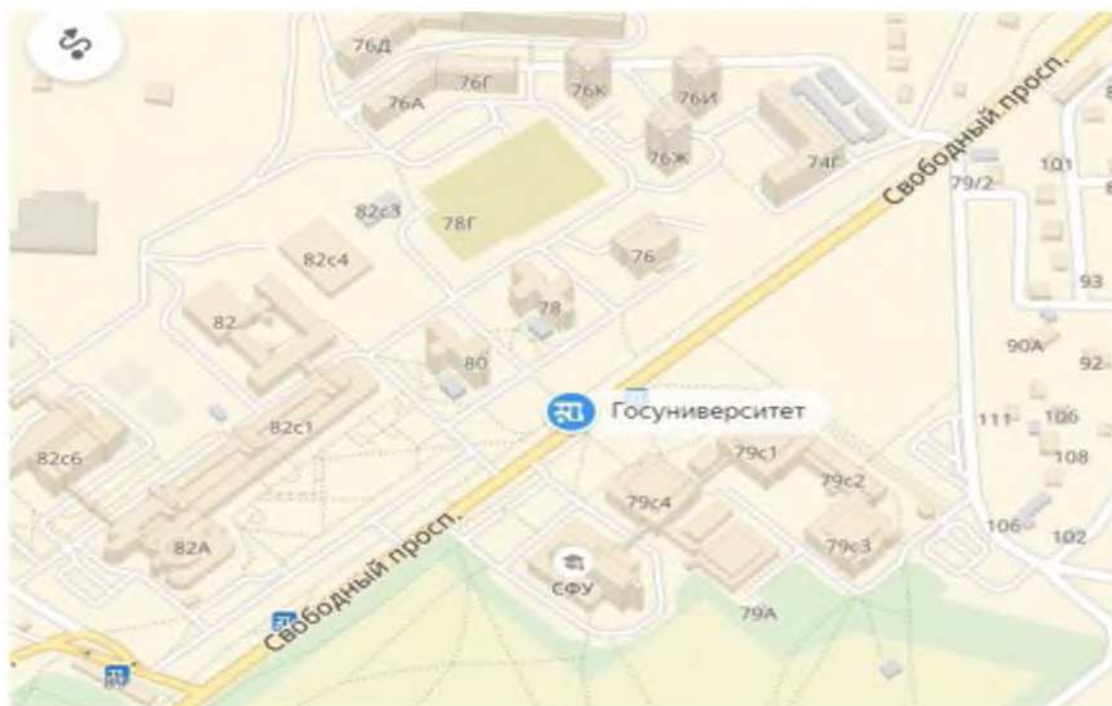 76Д
76Г
76К
76И
76А
76Ж
74Г
Свободный просп.
101
79/2
82с3
78Г
82с4
76
78
93
82
90А
80
92
Госуниверситет
111
106
82с1
79с1
108
82с6
79с2
79с4
106
102
82А
79с3
Свободный просп.
СФУ
79А